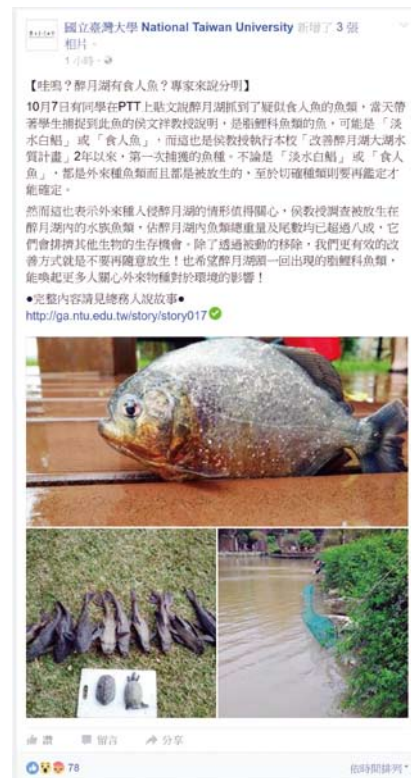 國立臺灣大學 National Taiwan University 新增了 3 張
相片。
1 小時 ·
【哇嗚?醉月湖有食人魚?專家來說分明】
10月7日有同學在PTT上貼文說醉月湖抓到了疑似食人魚的魚類,當天帶
著學生捕捉到此魚的侯文祥教授說明,是脂鯉科魚類的魚,可能是「淡
水白鯧」或「食人魚」,而這也是侯教授執行本校「改善醉月湖大湖水
質計畫」2年以來,第一次捕獲的魚種。不論是「淡水白鯧」或「食人
魚」,都是外來種魚類而且都是被放生的,至於切確種類則要再鑑定才
能確定。
然而這也表示外來種入侵醉月湖的情形值得關心,侯教授調查被放生在
醉月湖內的水族魚類,佔醉月湖內魚類總重量及尾數均已超過八成,它
們會排擠其他生物的生存機會。除了透過被動的移除,我們更有效的改
善方式就是不要再隨意放生!也希望醉月湖頭一回出現的脂鯉科魚類,
能喚起更多人關心外來物種對於環境的影響!
●完整內容請見總務人說故事●
http://ga.ntu.edu.tw/story/story017
讚 留言 分享
78 依時間排列